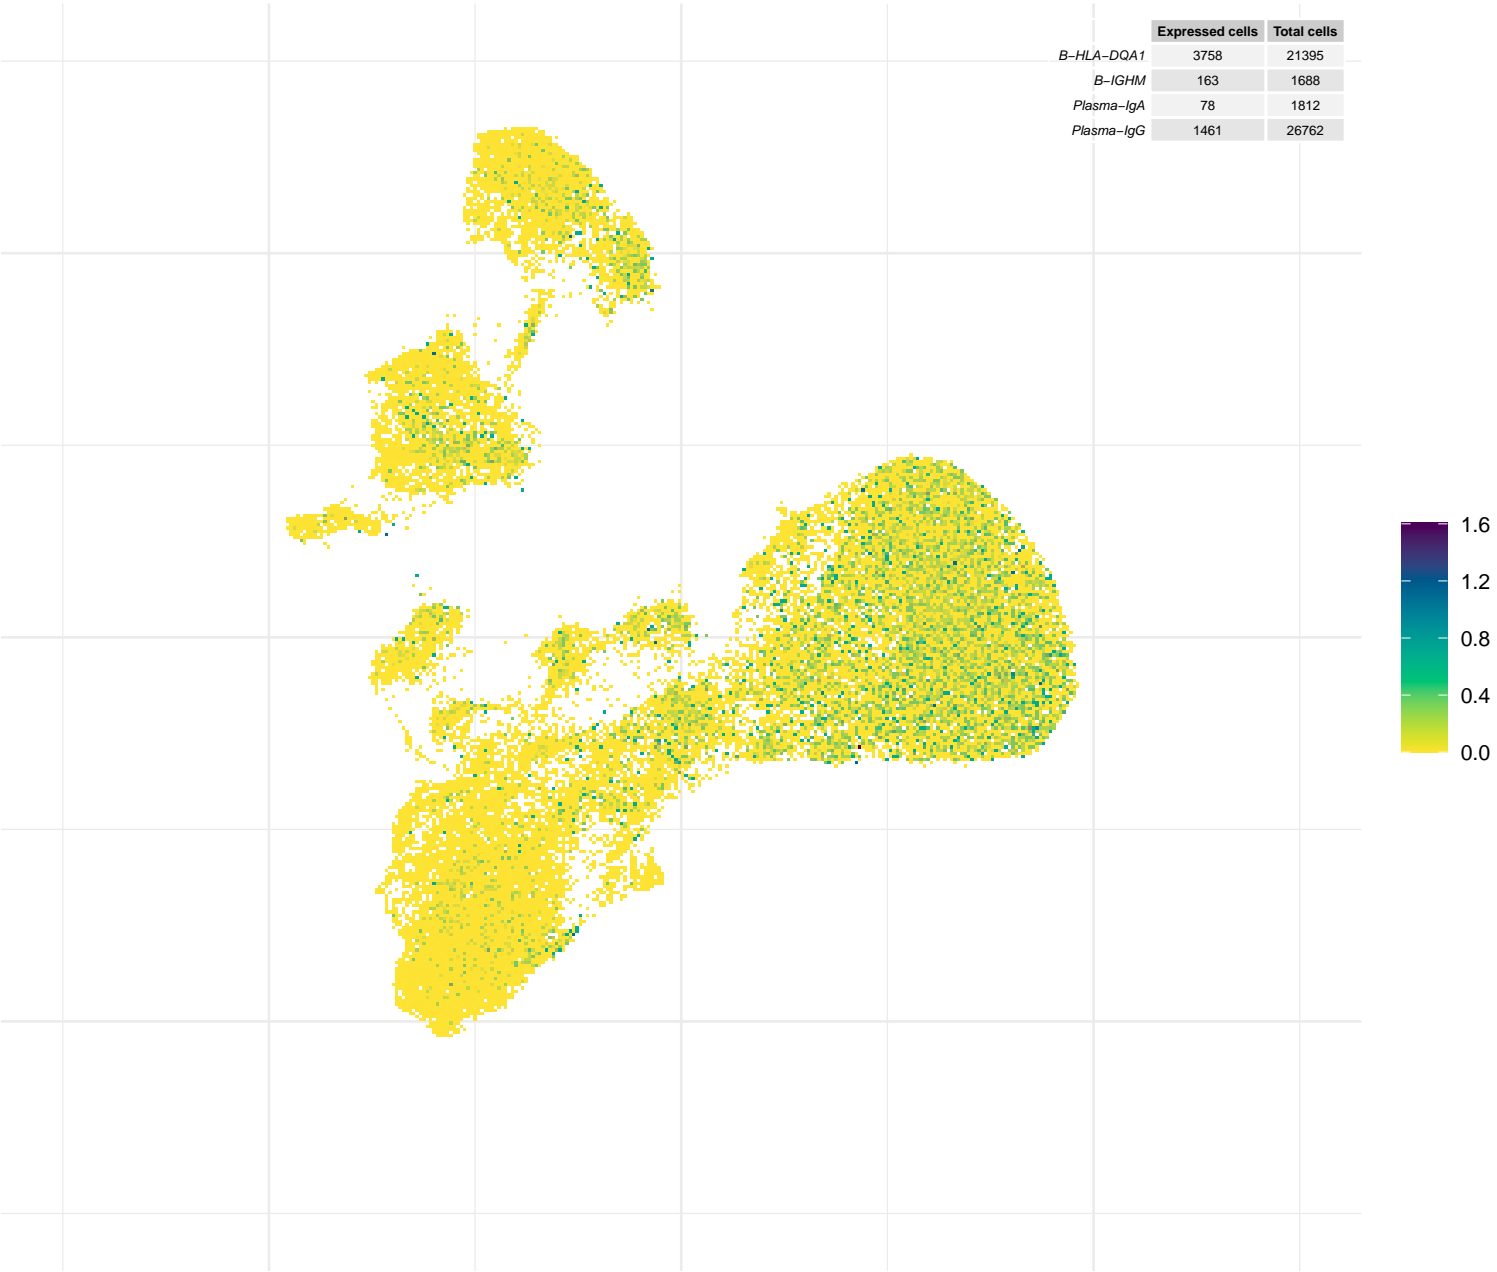 Expressed cells Total cells
B−HLA−DQA1 3758 21395
B−IGHM 163 1688
Plasma−IgA 78 1812
Plasma−IgG 1461 26762
1.6
1.2
0.8
0.4
0.0